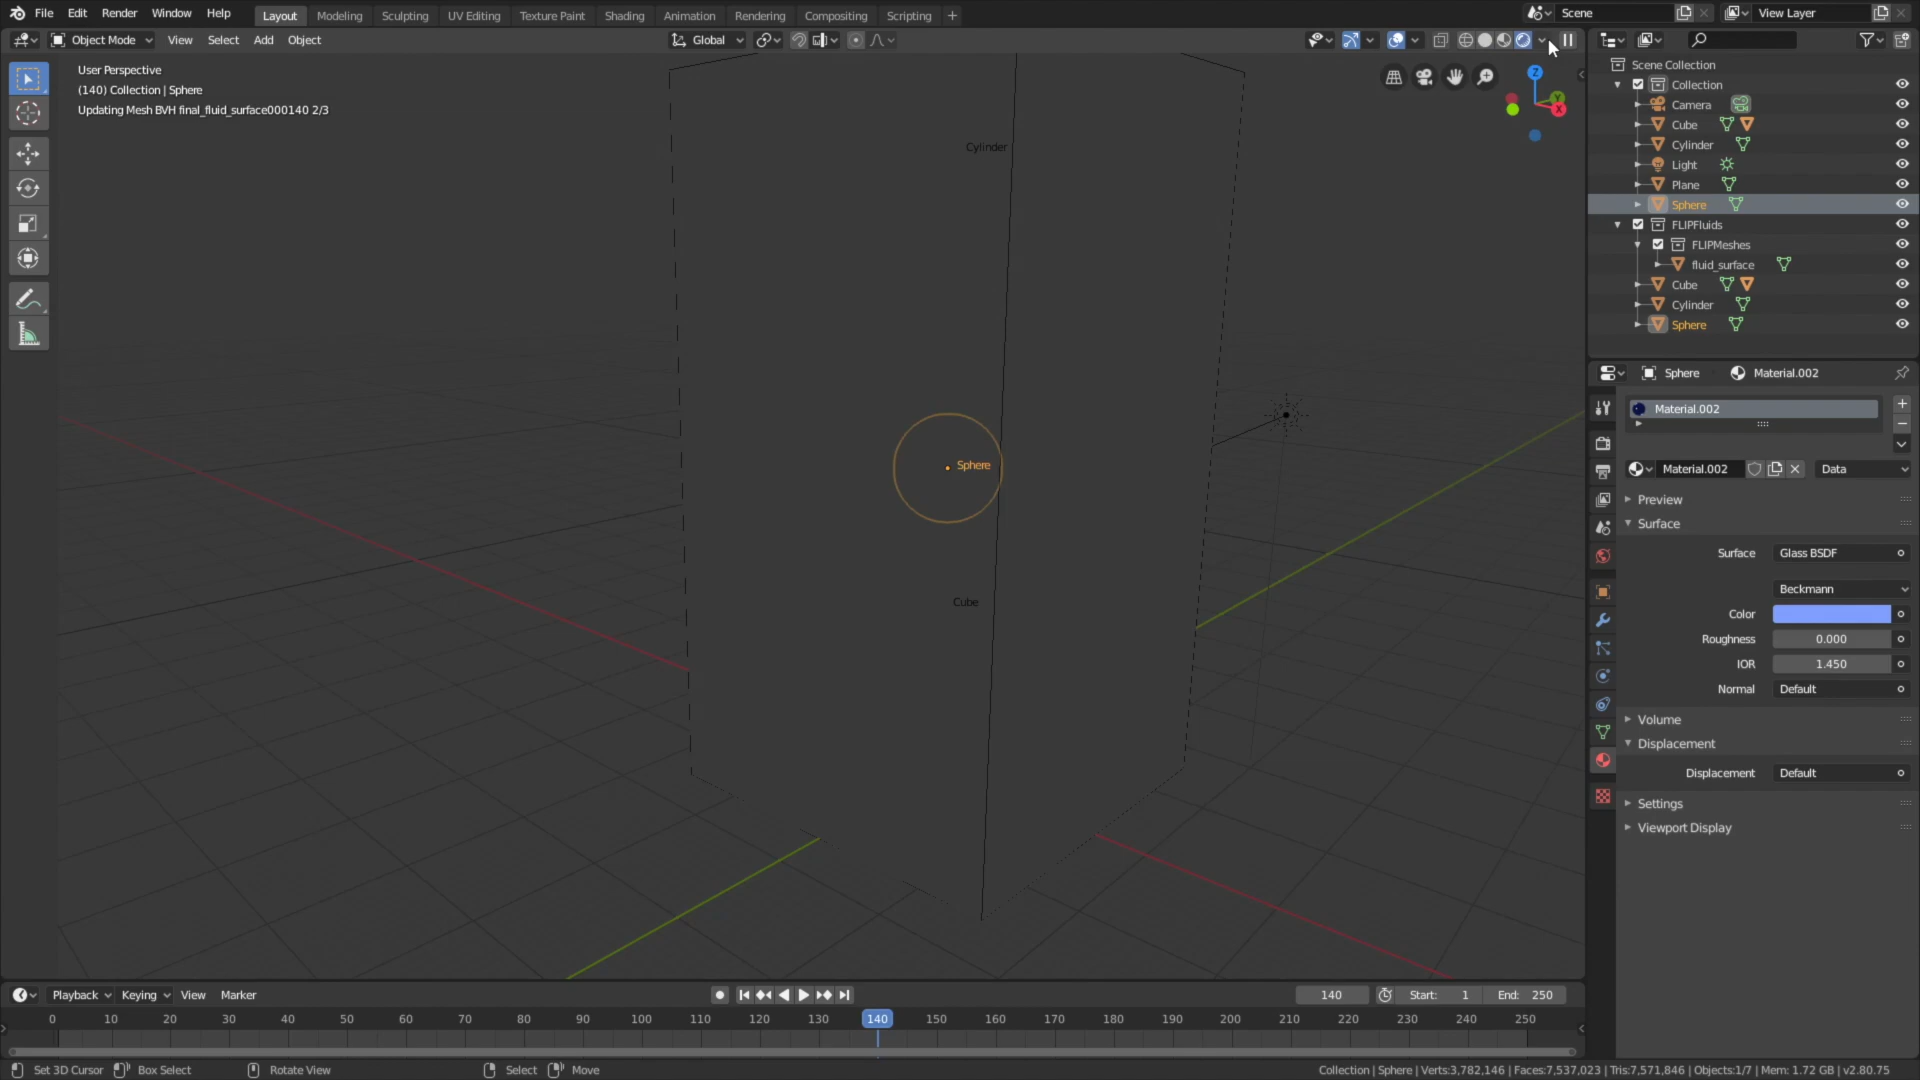 File Edit Render Window Help Layout Modeling Sculpting UV Editing Texture Paint Shading Animation Rendering Compositing Scripting + Scene View Layer
Object Mode View Select Add Object Global
User Perspective
(140) Collection | Sphere
Updating Mesh BVH final_fluid_surface000140 2/3
Z
Y
X
Cylinder
Sphere
Cube
Scene Collection
Collection
Camera
Cube
Cylinder
Light
Plane
Sphere
FLIPFluids
FLIPMeshes
fluid_surface
Cube
Cylinder
Sphere
Sphere Material.002
Material.002
Material.002 Data
Preview
Surface
Surface Glass BSDF
Beckmann
Color
Roughness 0.000
IOR 1.450
Normal Default
Volume
Displacement
Displacement Default
Settings
Viewport Display
Playback Keying View Marker 140 Start: 1 End: 250
0 10 20 30 40 50 60 70 80 90 100 110 120 130 140 150 160 170 180 190 200 210 220 230 240 250
Set 3D Cursor Box Select Rotate View Select Move Collection | Sphere | Verts:3,782,146 | Faces:7,537,023 | Tris:7,571,846 | Objects:1/7 | Mem: 1.72 GB | v2.80.75